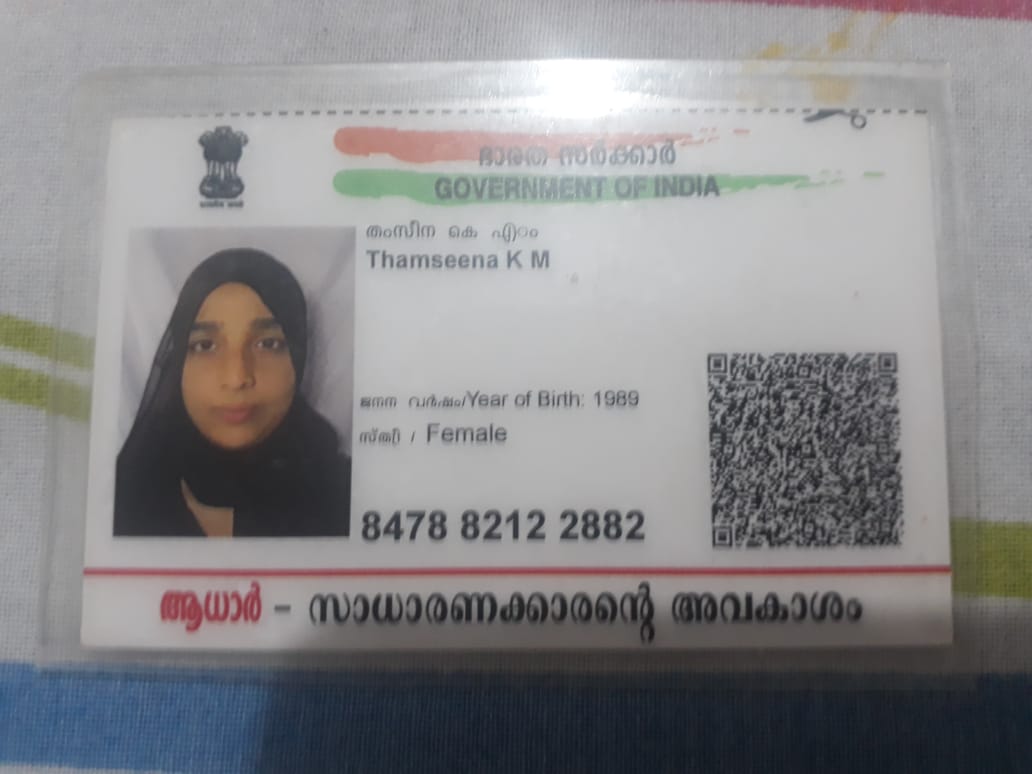 ഭാരത സർക്കാർ
GOVERNMENT OF INDIA
തംസീന കെ എം
Thamseena K M
ജനന വർഷം/Year of Birth: 1989
സ്ത്രീ / Female
8478 8212 2882
ആധാർ – സാധാരണക്കാരന്റെ അവകാശം